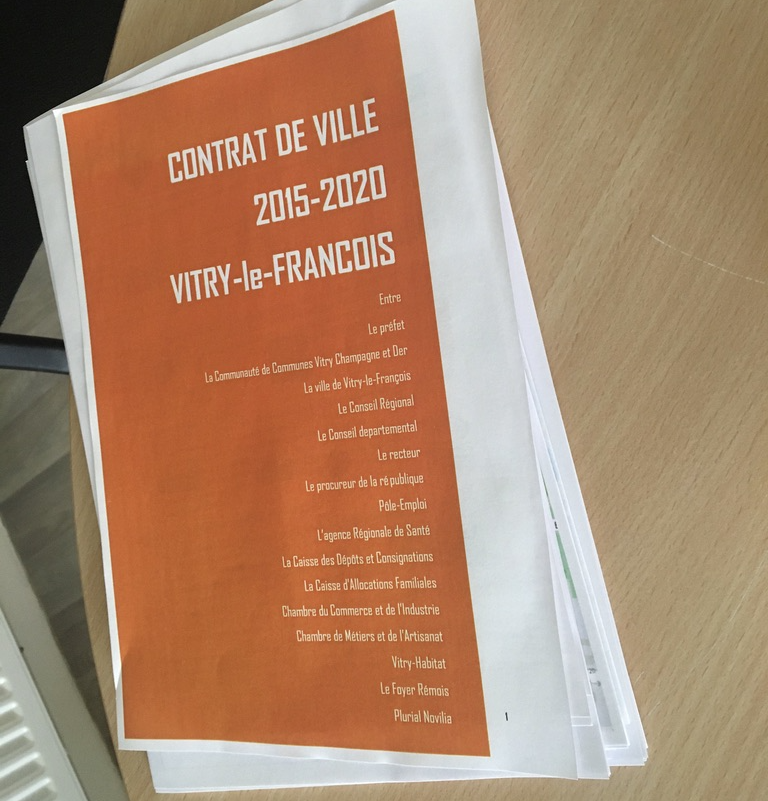 CONTRAT DE VILLE
2015-2020
VITRY-le-FRANCOIS
Entre
Le préfet
La Communauté de Communes Vitry Champagne et Der
La ville de Vitry-le-François
Le Conseil Régional
Le Conseil departemental
Le recteur
Le procureur de la république
Pôle-Emploi
L'agence Régionale de Santé
La Caisse des Dépôts et Consignations
La Caisse d'Allocations Familiales
Chambre du Commerce et de l'Industrie
Chambre de Métiers et de l'Artisanat
Vitry-Habitat
Le Foyer Rémois
Plurial Novilia
1